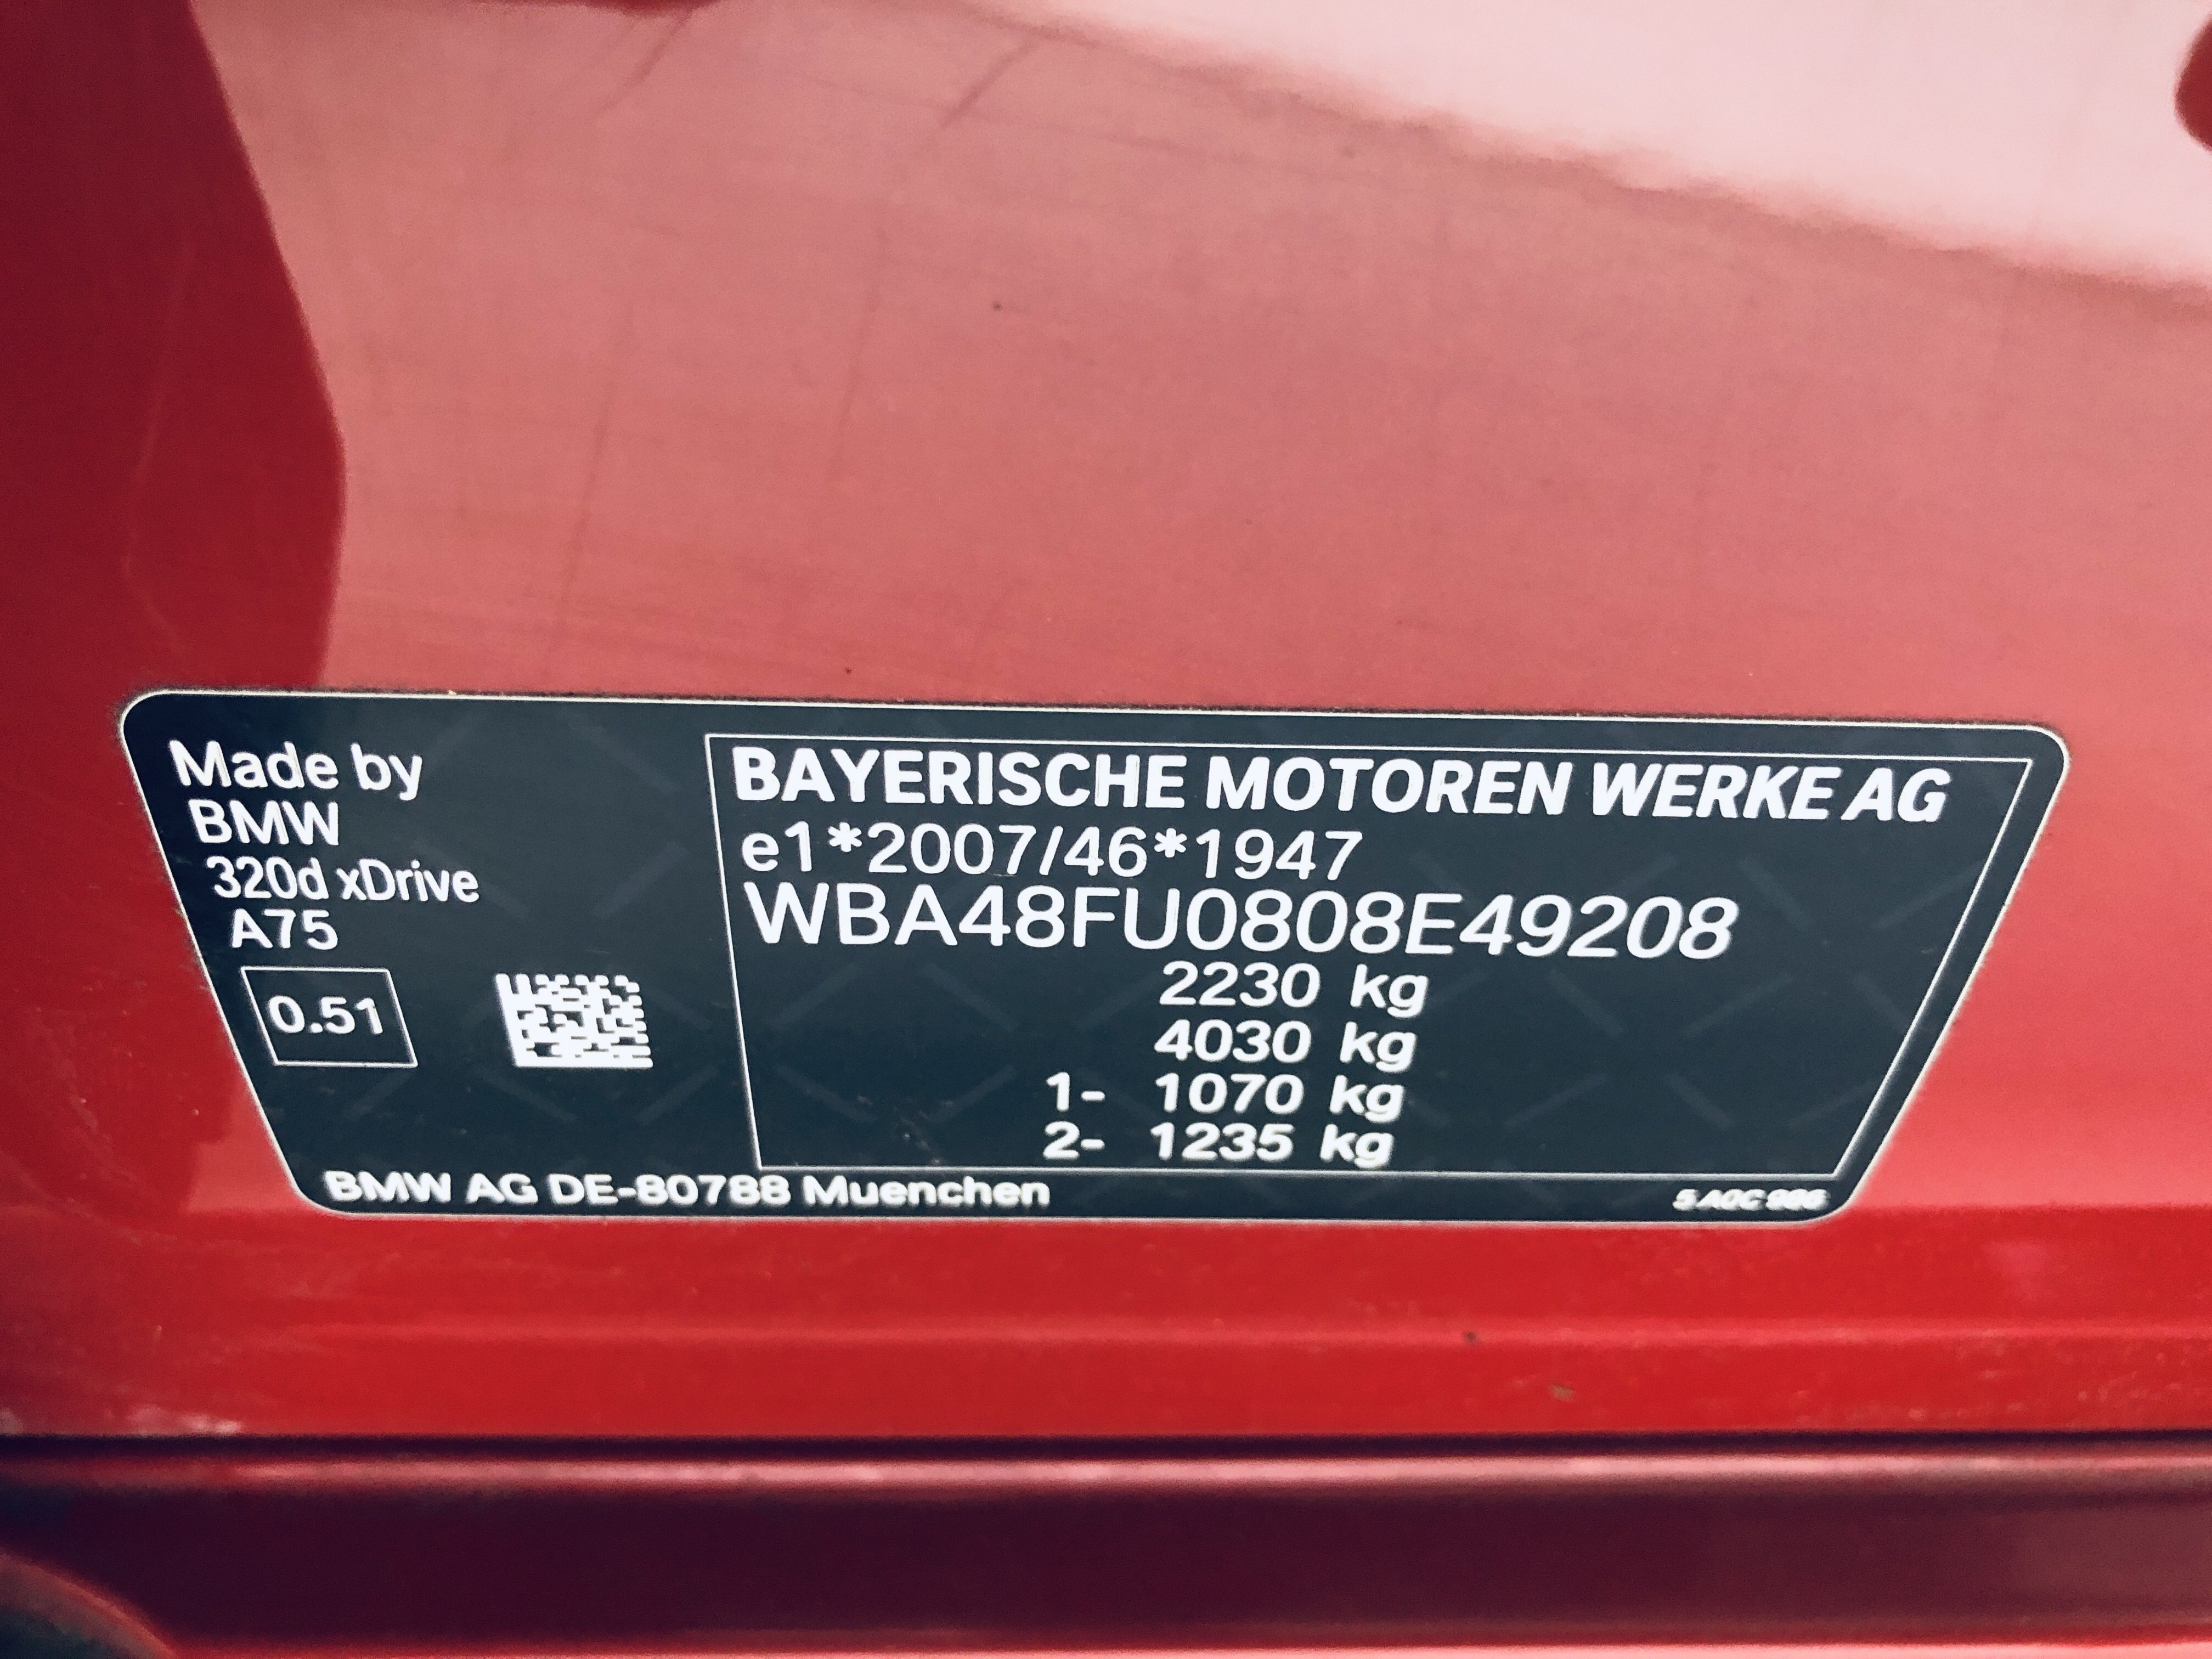 Made by
BMW
320d xDrive
A75
0.51
BAYERISCHE MOTOREN WERKE AG
e1*2007/46*1947
WBA48FU0808E49208
2230 kg
4030 kg
1- 1070 kg
2- 1235 kg
BMW AG DE-80788 Muenchen